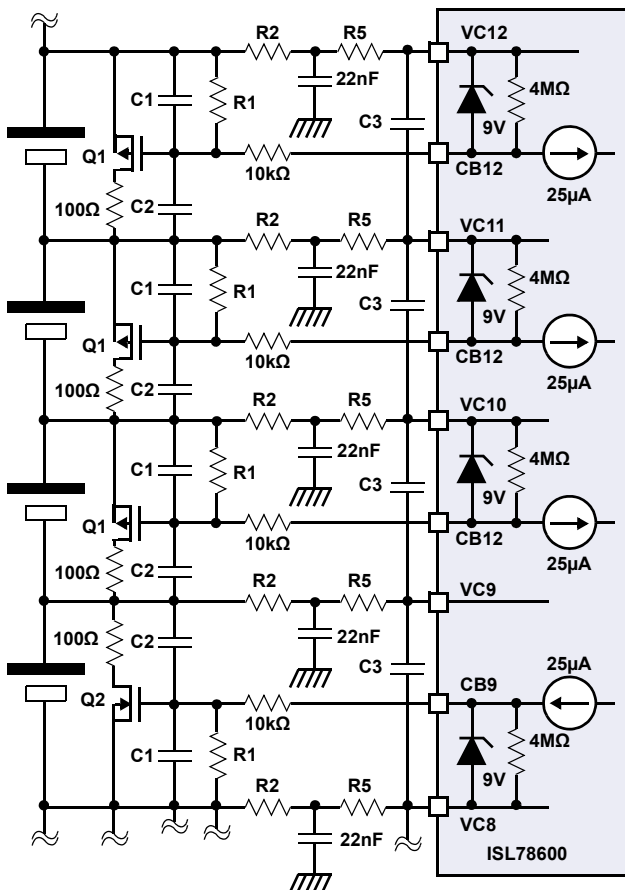 R2 R5 VC12
C1 R1 22nF C3 9V 4MΩ
Q1 10kΩ CB12 25µA
100Ω C2
R2 R5 VC11
C1 R1 22nF C3 9V 4MΩ
Q1 10kΩ CB12 25µA
100Ω C2
R2 R5 VC10
C1 R1 22nF C3 9V 4MΩ
Q1 10kΩ CB12 25µA
100Ω C2
R2 R5 VC9
100Ω C2 22nF C3 25µA
Q2 10kΩ CB9
C1 R1 9V 4MΩ
R2 R5 VC8
22nF ISL78600